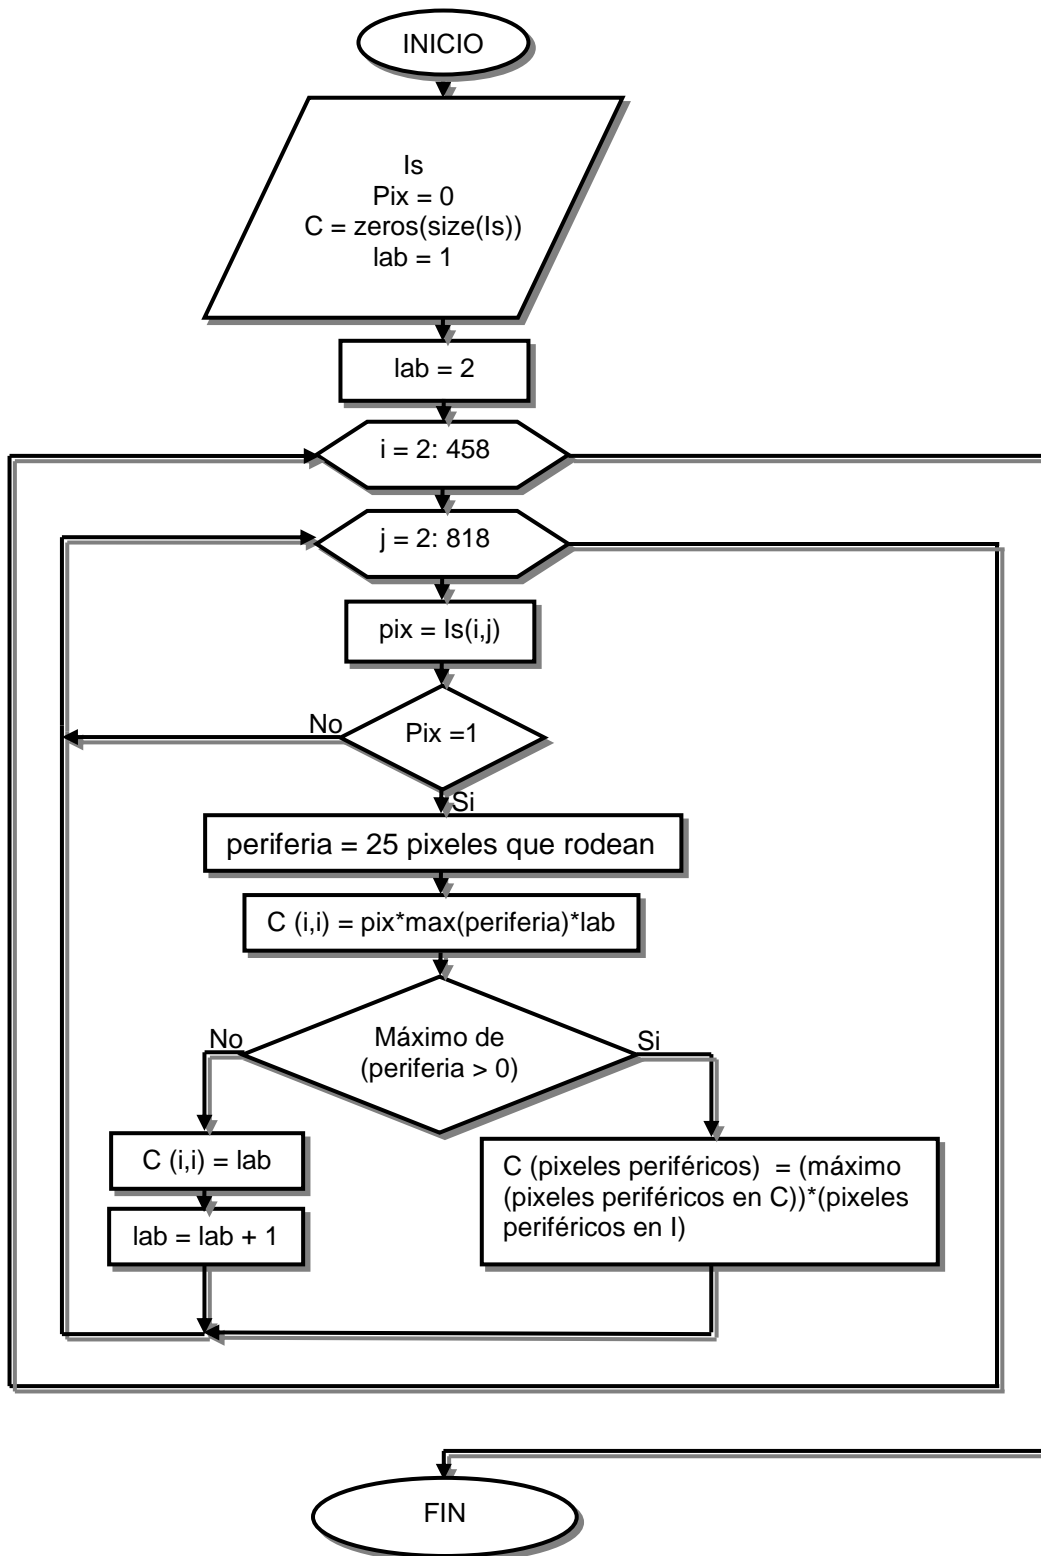 INICIO
Is
Pix = 0
C = zeros(size(Is))
lab = 1
lab = 2
i = 2: 458
j = 2: 818
pix = Is(i,j)
No
Pix =1
Si
periferia = 25 pixeles que rodean
C (i,i) = pix*max(periferia)*lab
No
Máximo de
(periferia > 0)
Si
C (i,i) = lab
lab = lab + 1
C (pixeles periféricos) = (máximo
(pixeles periféricos en C))*(pixeles
periféricos en I)
FIN